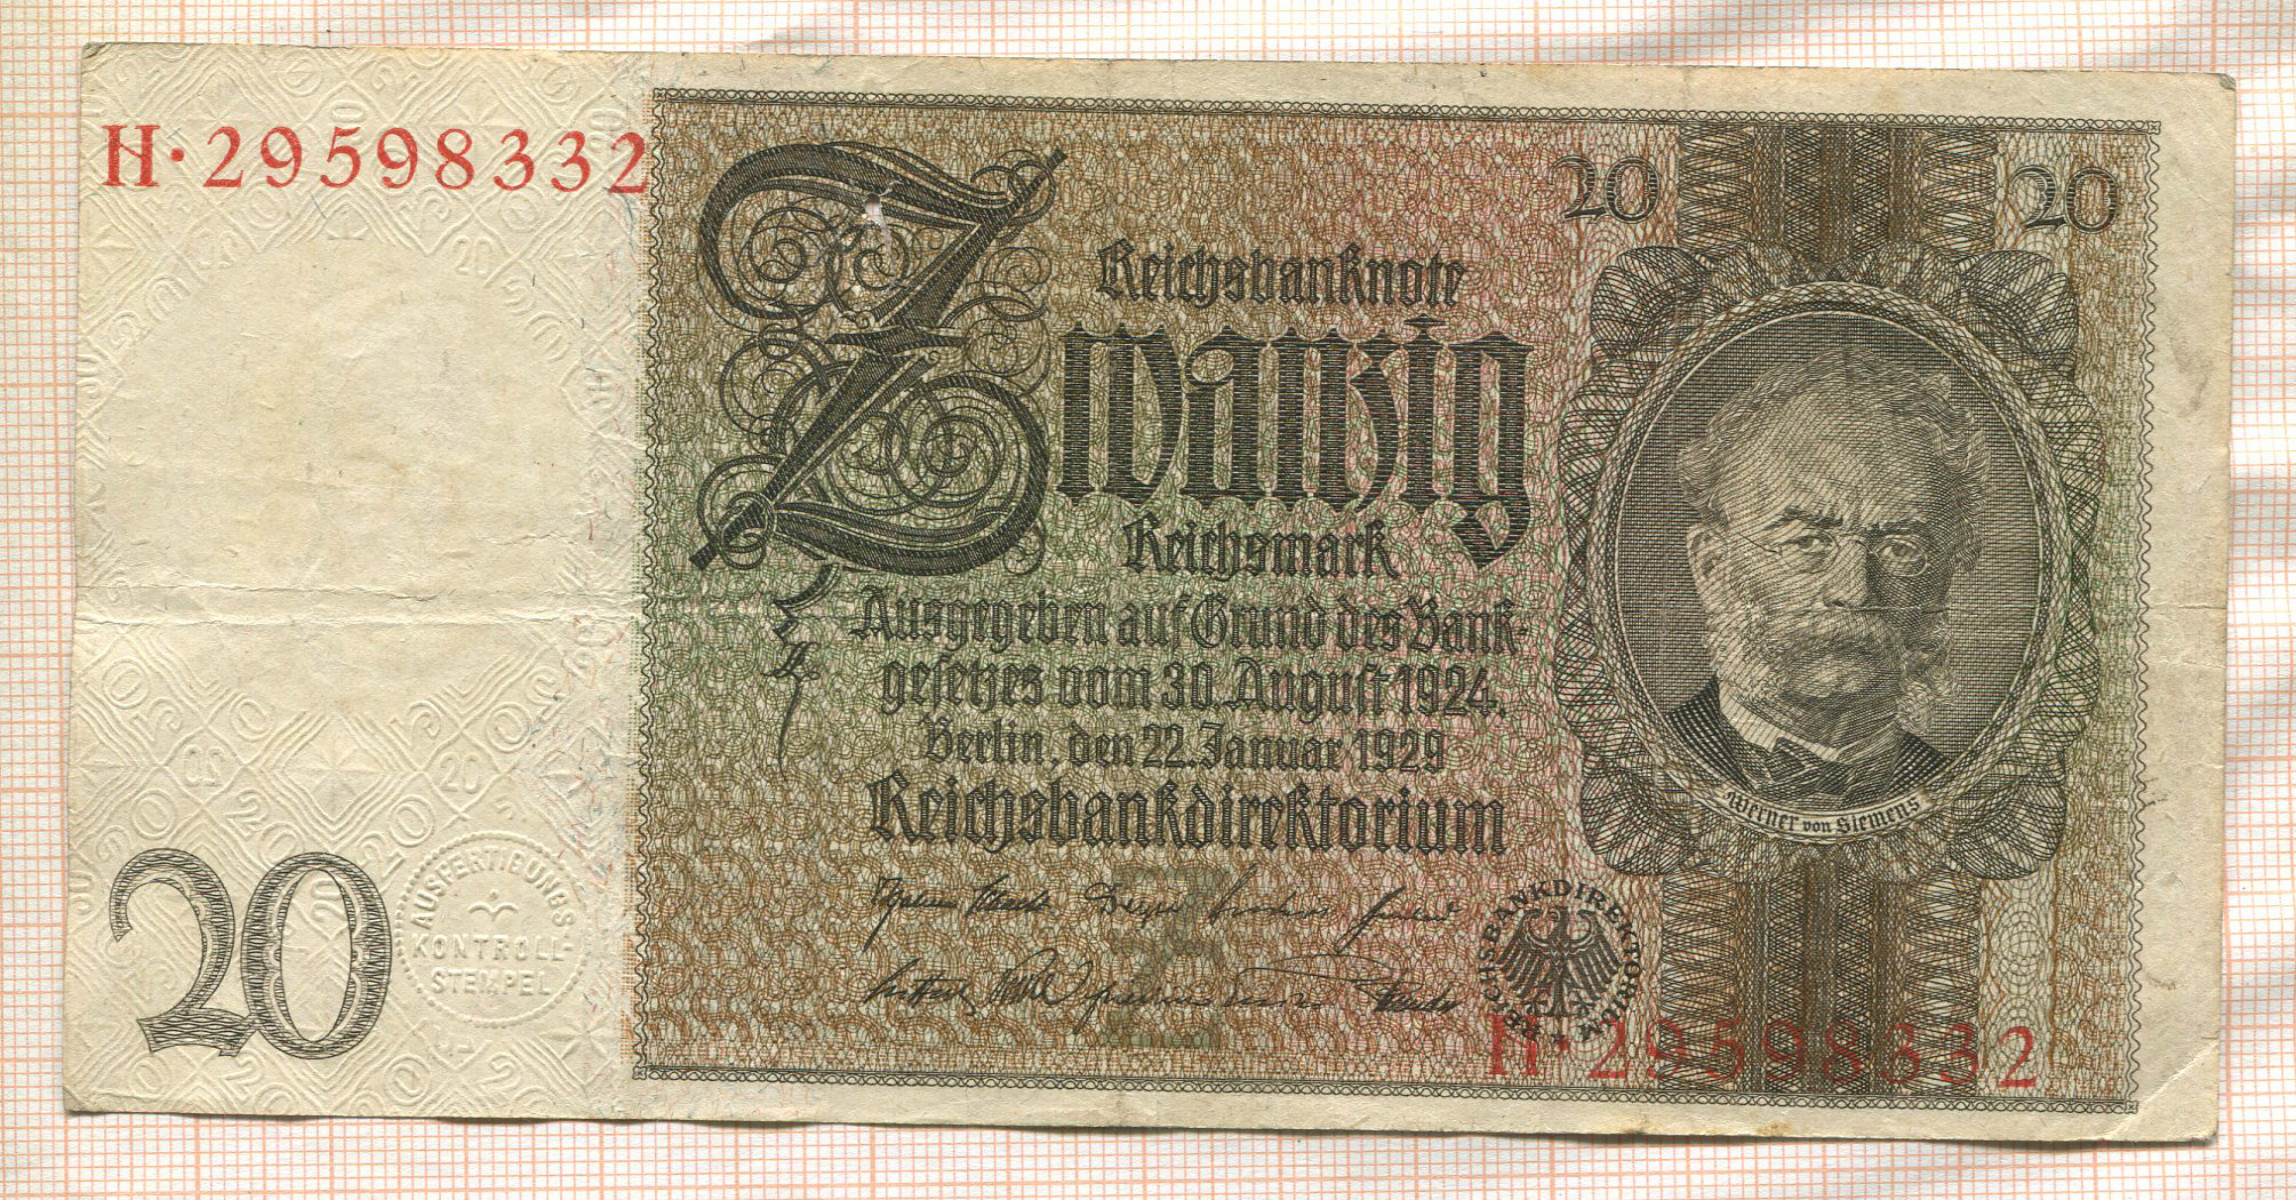 H·29598332
20
20
Reichsbanknote
Zwanzig
Reichsmark
Ausgegeben auf Grund des Bank-
gesetzes vom 30. August 1924.
Berlin, den 22. Januar 1929
Reichsbankdirektorium
Werner von Siemens
20
AUSFERTIGUNGS-
KONTROLL-
STEMPEL
REICHSBANKDIREKTORIUM
H·29598332